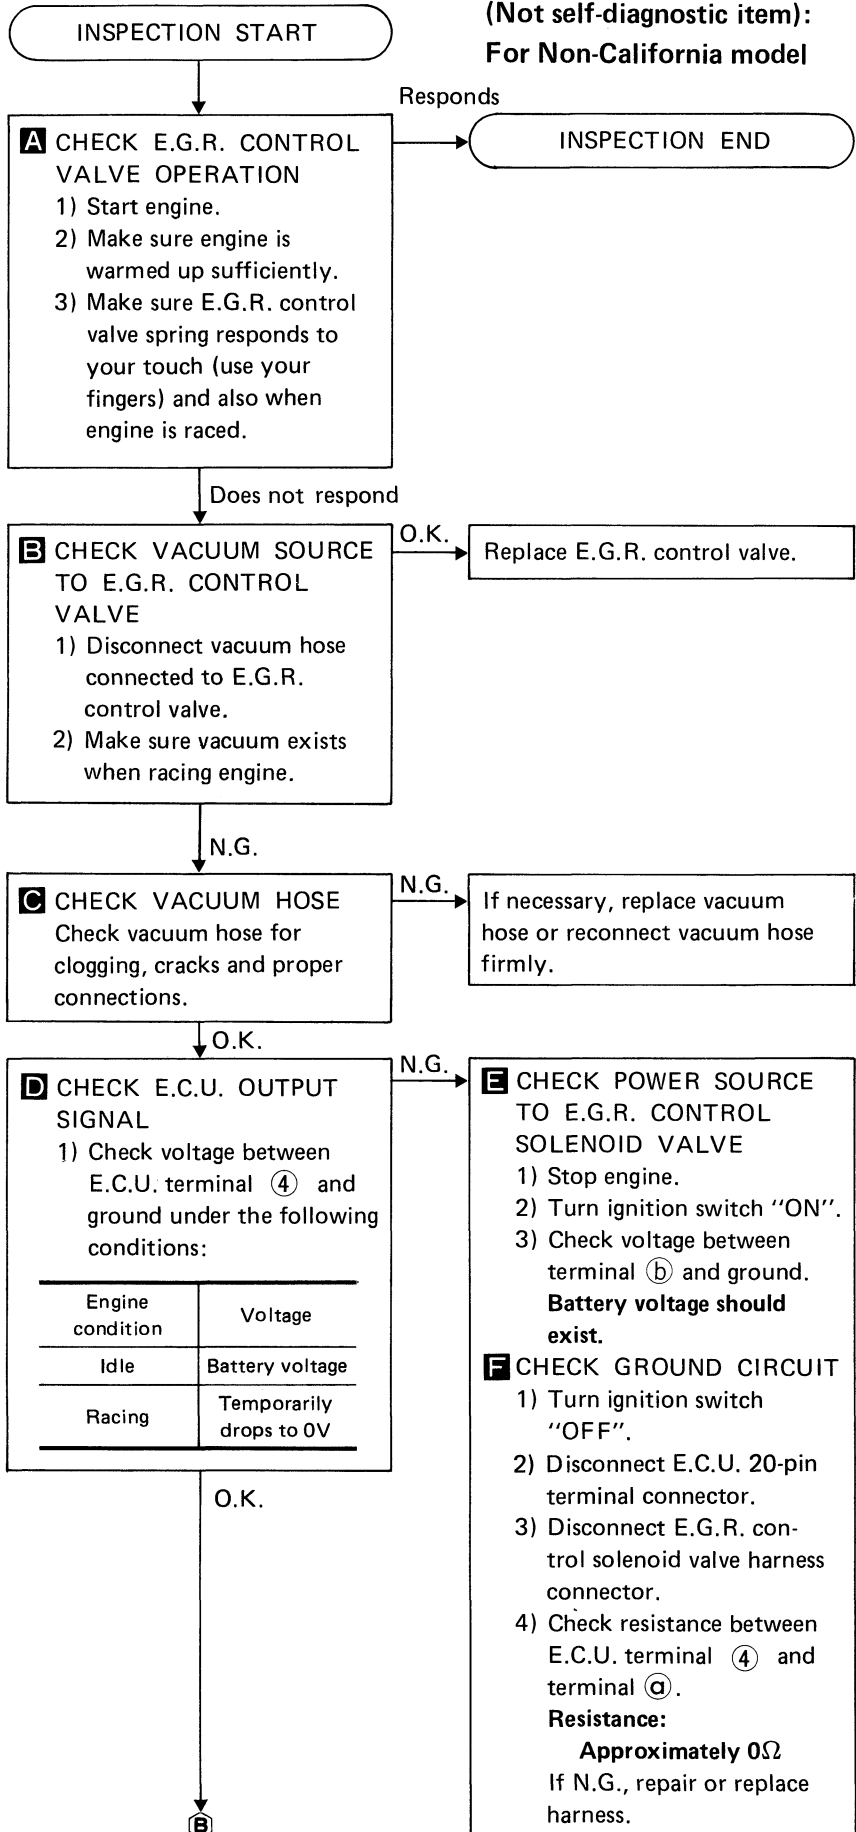 (Not self-diagnostic item):
For Non-California model
INSPECTION START
Responds
A CHECK E.G.R. CONTROL
VALVE OPERATION
1) Start engine.
2) Make sure engine is
warmed up sufficiently.
3) Make sure E.G.R. control
valve spring responds to
your touch (use your
fingers) and also when
engine is raced.
INSPECTION END
Does not respond
B CHECK VACUUM SOURCE
TO E.G.R. CONTROL
VALVE
1) Disconnect vacuum hose
connected to E.G.R.
control valve.
2) Make sure vacuum exists
when racing engine.
O.K.
Replace E.G.R. control valve.
N.G.
C CHECK VACUUM HOSE
Check vacuum hose for
clogging, cracks and proper
connections.
N.G.
If necessary, replace vacuum
hose or reconnect vacuum hose
firmly.
O.K.
D CHECK E.C.U. OUTPUT
SIGNAL
1) Check voltage between
E.C.U. terminal ④ and
ground under the following
conditions:
Engine
condition
Voltage
Idle
Battery voltage
Racing
Temporarily
drops to 0V
N.G.
E CHECK POWER SOURCE
TO E.G.R. CONTROL
SOLENOID VALVE
1) Stop engine.
2) Turn ignition switch "ON".
3) Check voltage between
terminal ⓑ and ground.
Battery voltage should
exist.
F CHECK GROUND CIRCUIT
1) Turn ignition switch
"OFF".
2) Disconnect E.C.U. 20-pin
terminal connector.
3) Disconnect E.G.R. con-
trol solenoid valve harness
connector.
4) Check resistance between
E.C.U. terminal ④ and
terminal ⓐ.
Resistance:
Approximately 0Ω
If N.G., repair or replace
harness.
O.K.
B